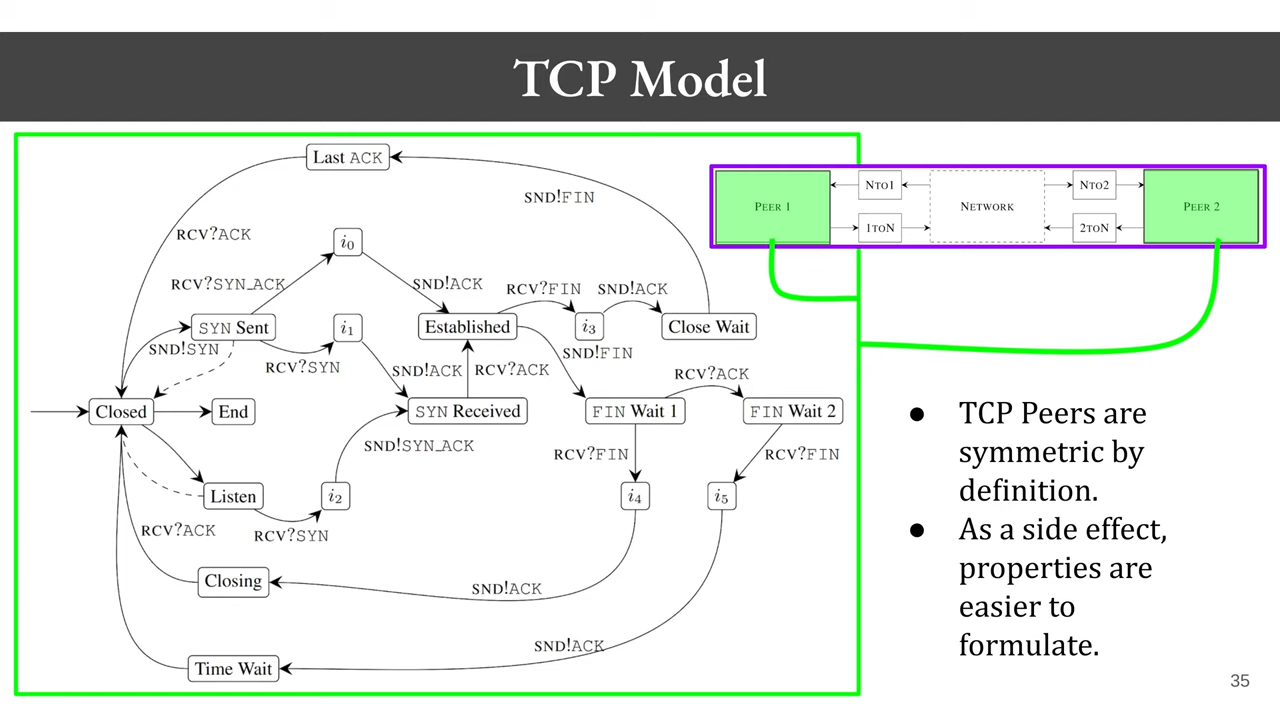 TCP Model
Last ACK
SND!FIN
RCV?ACK
i0
RCV?SYN_ACK
SND!ACK
RCV?FIN
SND!ACK
SYN Sent
i1
Established
i3
Close Wait
SND!SYN
RCV?SYN
SND!ACK
RCV?ACK
SND!FIN
RCV?ACK
Closed
End
SYN Received
FIN Wait 1
FIN Wait 2
SND!SYN_ACK
RCV?FIN
RCV?FIN
Listen
i2
i4
i5
RCV?ACK
RCV?SYN
Closing
SND!ACK
SND!ACK
Time Wait
PEER 1
NTO1
1TON
NETWORK
NTO2
2TON
PEER 2
● TCP Peers are
symmetric by
definition.
● As a side effect,
properties are
easier to
formulate.
35